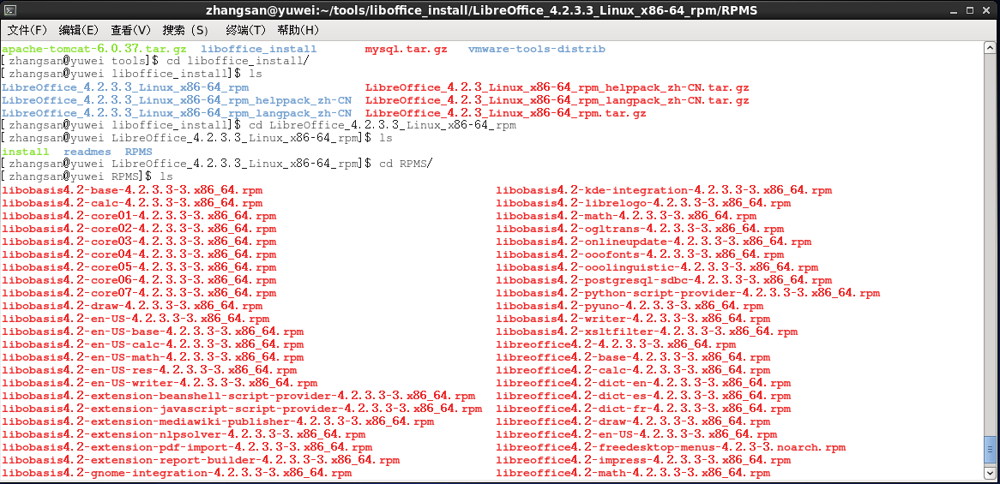 zhangsan@yuwei:~/tools/liboffice_install/LibreOffice_4.2.3.3_Linux_x86-64_rpm/RPMS
文件(F) 编辑(E) 查看(V) 搜索 (S) 终端(T) 帮助(H)
apache-tomcat-6.0.37.tar.gz liboffice_install mysql.tar.gz vmware-tools-distrib
[zhangsan@yuwei tools]$ cd liboffice_install/
[zhangsan@yuwei liboffice_install]$ ls
LibreOffice_4.2.3.3_Linux_x86-64_rpm LibreOffice_4.2.3_Linux_x86-64_rpm_helppack_zh-CN.tar.gz
LibreOffice_4.2.3.3_Linux_x86-64_rpm_helppack_zh-CN LibreOffice_4.2.3_Linux_x86-64_rpm_langpack_zh-CN.tar.gz
LibreOffice_4.2.3.3_Linux_x86-64_rpm_langpack_zh-CN LibreOffice_4.2.3_Linux_x86-64_rpm.tar.gz
[zhangsan@yuwei liboffice_install]$ cd LibreOffice_4.2.3.3_Linux_x86-64_rpm
[zhangsan@yuwei LibreOffice_4.2.3.3_Linux_x86-64_rpm]$ ls
install readmes RPMS
[zhangsan@yuwei LibreOffice_4.2.3.3_Linux_x86-64_rpm]$ cd RPMS/
[zhangsan@yuwei RPMS]$ ls
libobasis4.2-base-4.2.3.3-3.x86_64.rpm libobasis4.2-kde-integration-4.2.3.3-3.x86_64.rpm
libobasis4.2-calc-4.2.3.3-3.x86_64.rpm libobasis4.2-librelogo-4.2.3.3-3.x86_64.rpm
libobasis4.2-core01-4.2.3.3-3.x86_64.rpm libobasis4.2-math-4.2.3.3-3.x86_64.rpm
libobasis4.2-core02-4.2.3.3-3.x86_64.rpm libobasis4.2-ogltrans-4.2.3.3-3.x86_64.rpm
libobasis4.2-core03-4.2.3.3-3.x86_64.rpm libobasis4.2-onlineupdate-4.2.3.3-3.x86_64.rpm
libobasis4.2-core04-4.2.3.3-3.x86_64.rpm libobasis4.2-ooofonts-4.2.3.3-3.x86_64.rpm
libobasis4.2-core05-4.2.3.3-3.x86_64.rpm libobasis4.2-ooolinguistic-4.2.3.3-3.x86_64.rpm
libobasis4.2-core06-4.2.3.3-3.x86_64.rpm libobasis4.2-postgresql-sdbc-4.2.3.3-3.x86_64.rpm
libobasis4.2-core07-4.2.3.3-3.x86_64.rpm libobasis4.2-python-script-provider-4.2.3.3-3.x86_64.rpm
libobasis4.2-draw-4.2.3.3-3.x86_64.rpm libobasis4.2-pyuno-4.2.3.3-3.x86_64.rpm
libobasis4.2-en-US-4.2.3.3-3.x86_64.rpm libobasis4.2-writer-4.2.3.3-3.x86_64.rpm
libobasis4.2-en-US-base-4.2.3.3-3.x86_64.rpm libobasis4.2-xsltfilter-4.2.3.3-3.x86_64.rpm
libobasis4.2-en-US-calc-4.2.3.3-3.x86_64.rpm libreoffice4.2-4.2.3.3-3.x86_64.rpm
libobasis4.2-en-US-math-4.2.3.3-3.x86_64.rpm libreoffice4.2-base-4.2.3.3-3.x86_64.rpm
libobasis4.2-en-US-res-4.2.3.3-3.x86_64.rpm libreoffice4.2-calc-4.2.3.3-3.x86_64.rpm
libobasis4.2-en-US-writer-4.2.3.3-3.x86_64.rpm libreoffice4.2-dict-en-4.2.3.3-3.x86_64.rpm
libobasis4.2-extension-beanshell-script-provider-4.2.3.3-3.x86_64.rpm libreoffice4.2-dict-es-4.2.3.3-3.x86_64.rpm
libobasis4.2-extension-javascript-script-provider-4.2.3.3-3.x86_64.rpm libreoffice4.2-dict-fr-4.2.3.3-3.x86_64.rpm
libobasis4.2-extension-mediawiki-publisher-4.2.3.3-3.x86_64.rpm libreoffice4.2-draw-4.2.3.3-3.x86_64.rpm
libobasis4.2-extension-nlpsolver-4.2.3.3-3.x86_64.rpm libreoffice4.2-en-US-4.2.3.3-3.x86_64.rpm
libobasis4.2-extension-pdf-import-4.2.3.3-3.x86_64.rpm libreoffice4.2-freedesktop-menus-4.2-3.noarch.rpm
libobasis4.2-extension-report-builder-4.2.3.3-3.x86_64.rpm libreoffice4.2-impress-4.2.3.3-3.x86_64.rpm
libobasis4.2-gnome-integration-4.2.3.3-3.x86_64.rpm libreoffice4.2-math-4.2.3.3-3.x86_64.rpm